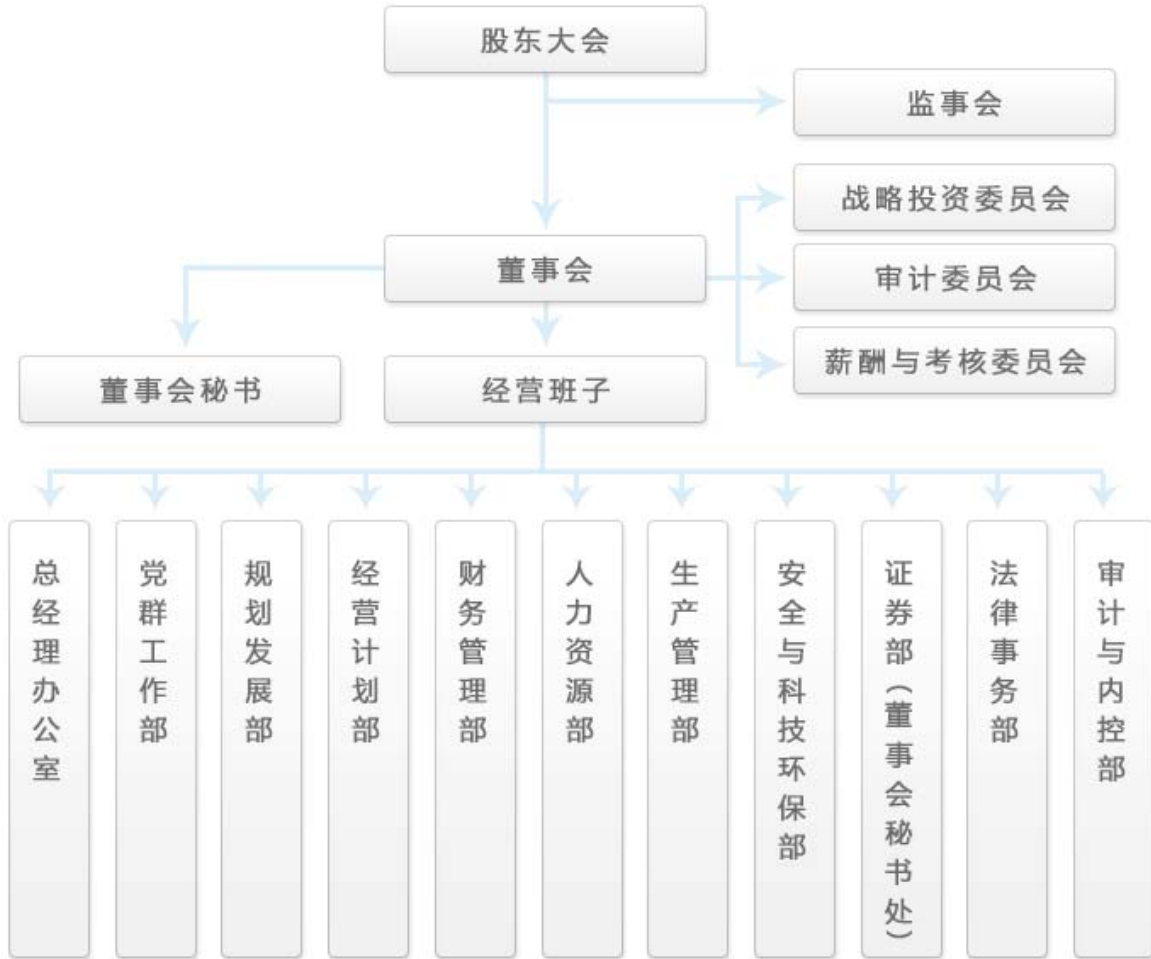 股东大会
监事会
战略投资委员会
董事会
审计委员会
薪酬与考核委员会
董事会秘书
经营班子
总经理办公室
党群工作部
规划发展部
经营计划部
财务管理部
人力资源部
生产管理部
安全与科技环保部
证券部(董事会秘书处)
法律事务部
审计与内控部